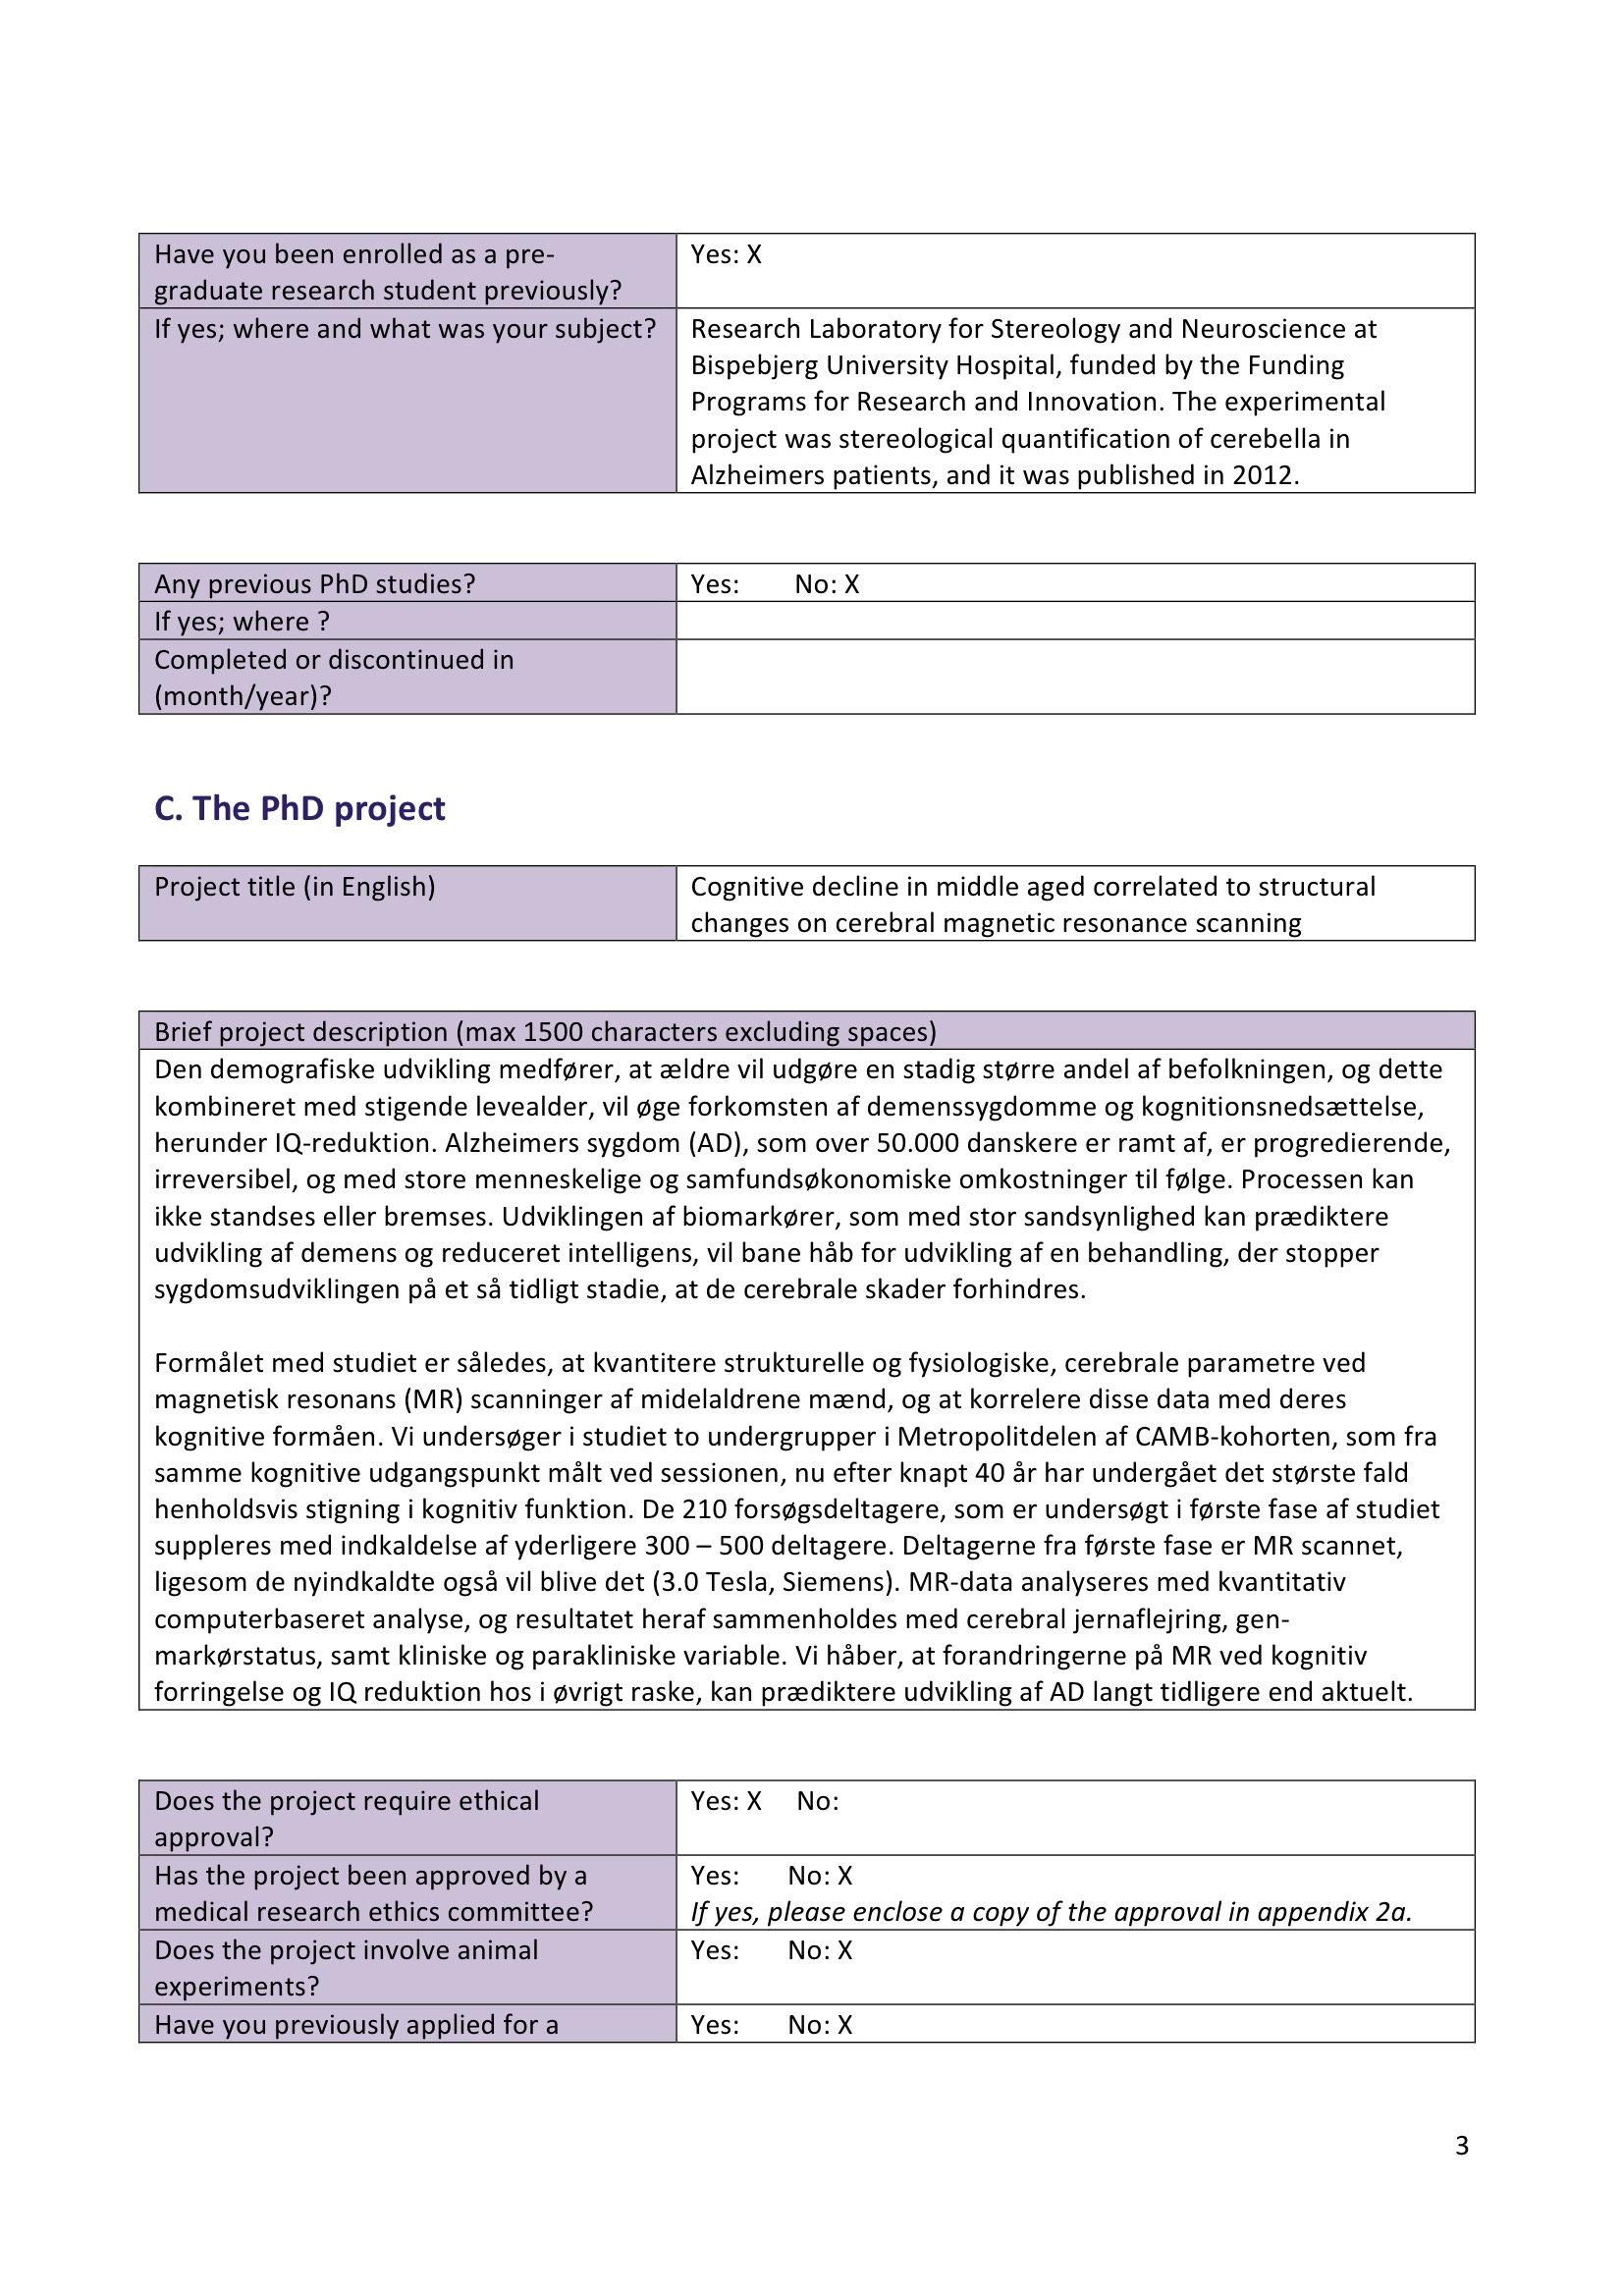 Have you been enrolled as a pre-
graduate research student previously?
Yes: X
If yes; where and what was your subject?
Research Laboratory for Stereology and Neuroscience at
Bispebjerg University Hospital, funded by the Funding
Programs for Research and Innovation. The experimental
project was stereological quantification of cerebella in
Alzheimers patients, and it was published in 2012.
Any previous PhD studies?
Yes: No: X
If yes; where ?
Completed or discontinued in
(month/year)?
C. The PhD project
Project title (in English)
Cognitive decline in middle aged correlated to structural
changes on cerebral magnetic resonance scanning
Brief project description (max 1500 characters excluding spaces)
Den demografiske udvikling medfører, at ældre vil udgøre en stadig større andel af befolkningen, og dette
kombineret med stigende levealder, vil øge forkomsten af demenssygdomme og kognitionsnedsættelse,
herunder IQ-reduktion. Alzheimers sygdom (AD), som over 50.000 danskere er ramt af, er progredierende,
irreversibel, og med store menneskelige og samfundsøkonomiske omkostninger til følge. Processen kan
ikke standses eller bremses. Udviklingen af biomarkører, som med stor sandsynlighed kan prædiktere
udvikling af demens og reduceret intelligens, vil bane håb for udvikling af en behandling, der stopper
sygdomsudviklingen på et så tidligt stadie, at de cerebrale skader forhindres.
Formålet med studiet er således, at kvantitere strukturelle og fysiologiske, cerebrale parametre ved
magnetisk resonans (MR) scanninger af midelaldrene mænd, og at korrelere disse data med deres
kognitive formåen. Vi undersøger i studiet to undergrupper i Metropolitdelen af CAMB-kohorten, som fra
samme kognitive udgangspunkt målt ved sessionen, nu efter knapt 40 år har undergået det største fald
henholdsvis stigning i kognitiv funktion. De 210 forsøgsdeltagere, som er undersøgt i første fase af studiet
suppleres med indkaldelse af yderligere 300 – 500 deltagere. Deltagerne fra første fase er MR scannet,
ligesom de nyindkaldte også vil blive det (3.0 Tesla, Siemens). MR-data analyseres med kvantitativ
computerbaseret analyse, og resultatet heraf sammenholdes med cerebral jernaflejring, gen-
markørstatus, samt kliniske og parakliniske variable. Vi håber, at forandringerne på MR ved kognitiv
forringelse og IQ reduktion hos i øvrigt raske, kan prædiktere udvikling af AD langt tidligere end aktuelt.
Does the project require ethical
approval?
Yes: X No:
Has the project been approved by a
medical research ethics committee?
Yes: No: X
If yes, please enclose a copy of the approval in appendix 2a.
Does the project involve animal
experiments?
Yes: No: X
Have you previously applied for a
Yes: No: X
3